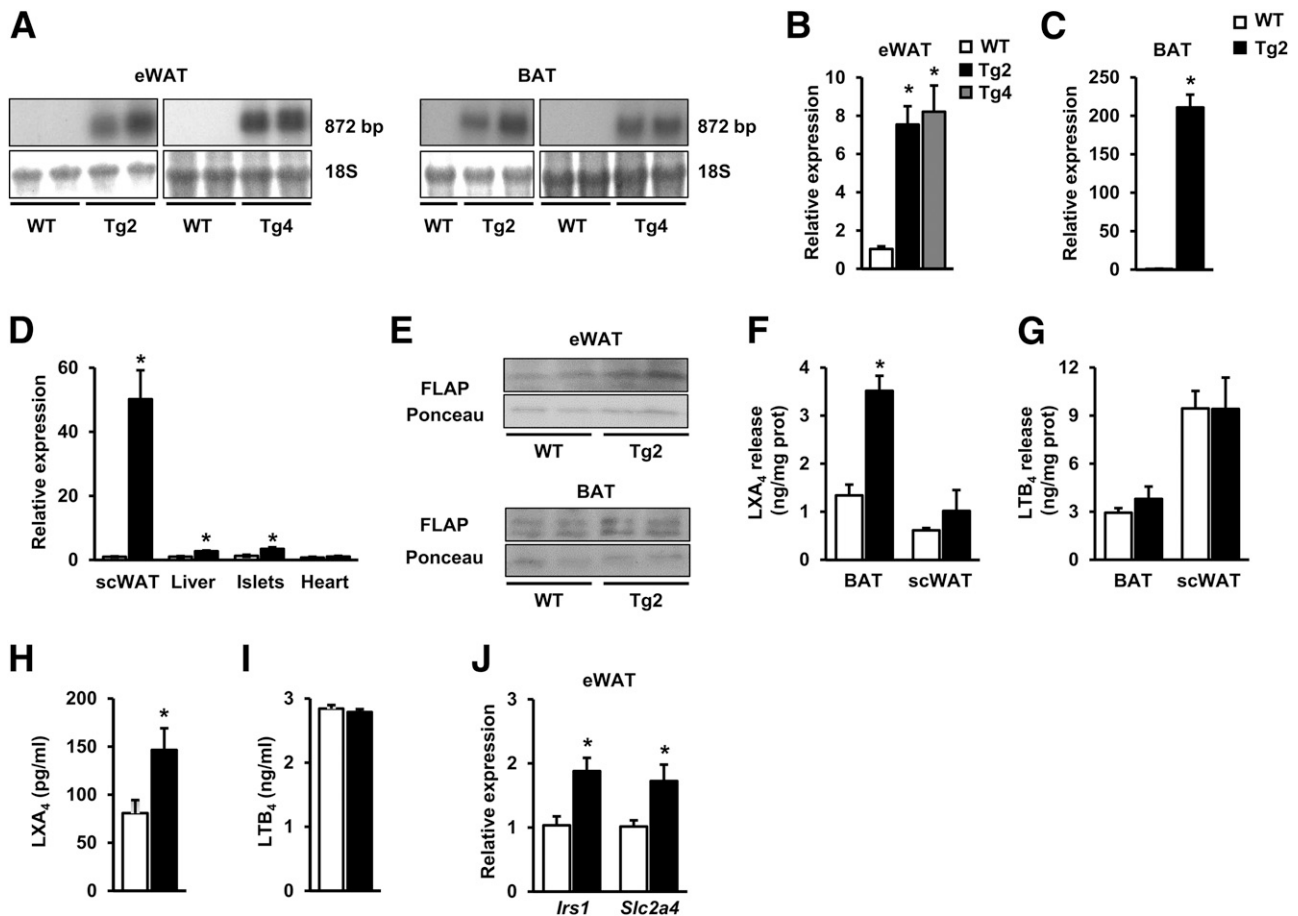 A
eWAT
BAT
872 bp
872 bp
18S
18S
WT Tg2 WT Tg4
WT Tg2 WT Tg4
B
eWAT
WT
Tg2
Tg4
Relative expression
10
8
6
4
2
0
* *
C
BAT
WT
Tg2
Relative expression
250
200
150
100
50
0
*
D
Relative expression
60
40
20
0
* * *
scWAT Liver Islets Heart
E
eWAT
FLAP
Ponceau
WT Tg2
BAT
FLAP
Ponceau
WT Tg2
F
LXA4 release
(ng/mg prot)
4
3
2
1
0
*
BAT scWAT
G
LTB4 release
(ng/mg prot)
12
9
6
3
0
BAT scWAT
H
LXA4 (pg/ml)
200
150
100
50
0
*
I
LTB4 (ng/ml)
3
2
1
0
J
eWAT
Relative expression
3
2
1
0
* *
Irs1 Slc2a4